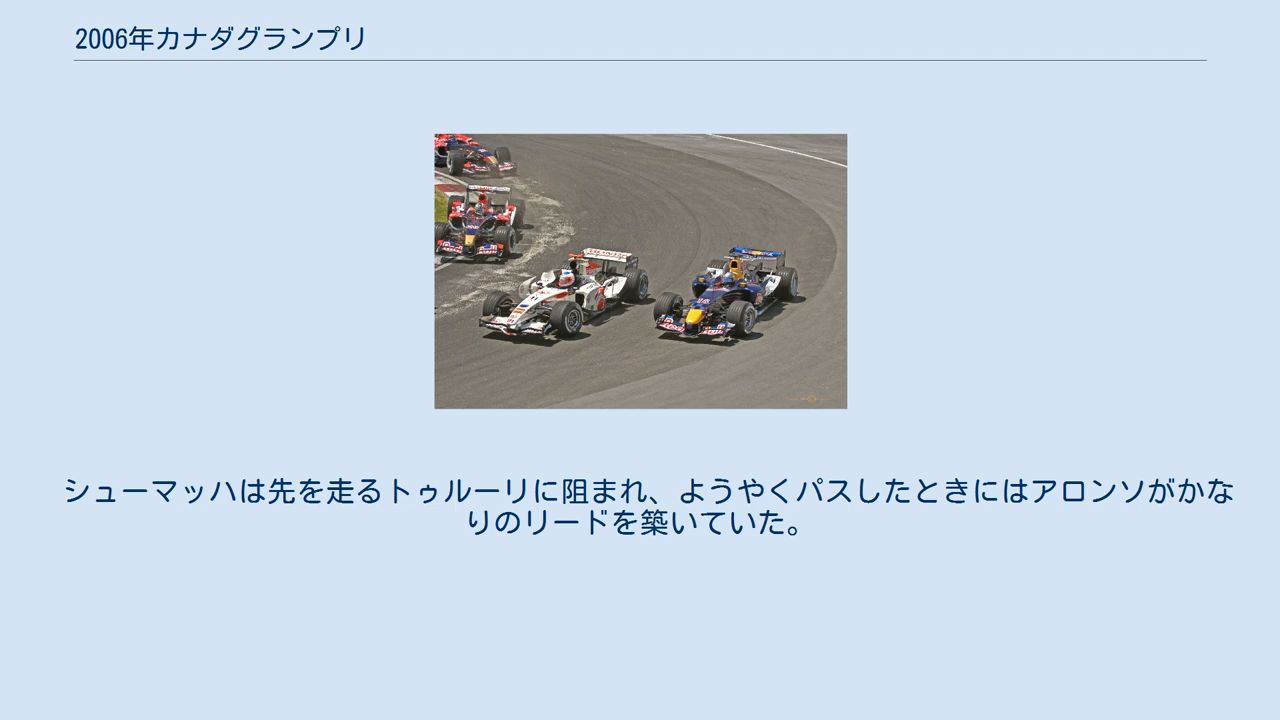 2006年カナダグランプリ
シューマッハは先を走るトゥルーリに阻まれ、ようやくパスしたときにはアロンソがかな
りのリードを築いていた。